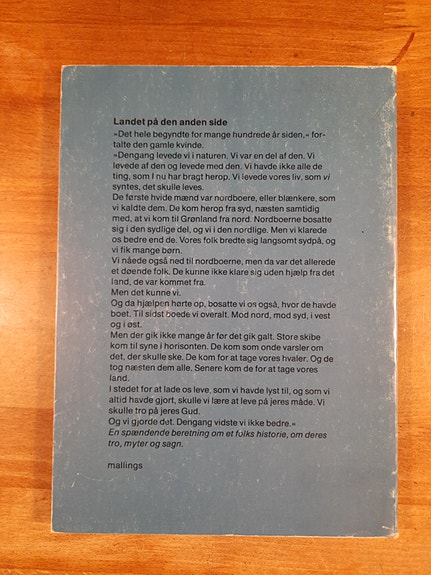 Landet på den anden side
»Det hele begyndte for mange hundrede år siden,« for-
talte den gamle kvinde.
»Dengang levede vi i naturen. Vi var en del af den. Vi
levede af den og levede med den. Vi havde ikke alle de
ting, som I nu har bragt herop. Vi levede vores liv, som vi
syntes, det skulle leves.
De første hvide mænd var nordboere, eller blænkere, som
vi kaldte dem. De kom herop fra syd, næsten samtidig
med, at vi kom til Grønland fra nord. Nordboerne bosatte
sig i den sydlige del, og vi i den nordlige. Men vi klarede
os bedre end de. Vores folk bredte sig langsomt sydpå, og
vi fik mange børn.
Vi nåede også ned til nordboerne, men da var det allerede
et døende folk. De kunne ikke klare sig uden hjælp fra det
land, de var kommet fra.
Men det kunne vi.
Og da hjælpen hørte op, bosatte vi os også, hvor de havde
boet. Til sidst boede vi overalt. Mod nord, mod syd, i vest
og i øst.
Men der gik ikke mange år før det gik galt. Store skibe
kom til syne i horisonten. De kom som onde varsler om
det, der skulle ske. De kom for at tage vores hvaler. Og de
tog næsten dem alle. Senere kom de for at tage vores
land.
I stedet for at lade os leve, som vi havde lyst til, og som vi
altid havde gjort, skulle vi lære at leve på jeres måde. Vi
skulle tro på jeres Gud.
Og vi gjorde det. Dengang vidste vi ikke bedre.«
En spændende beretning om et folks historie, om deres
tro, myter og sagn.
mallings